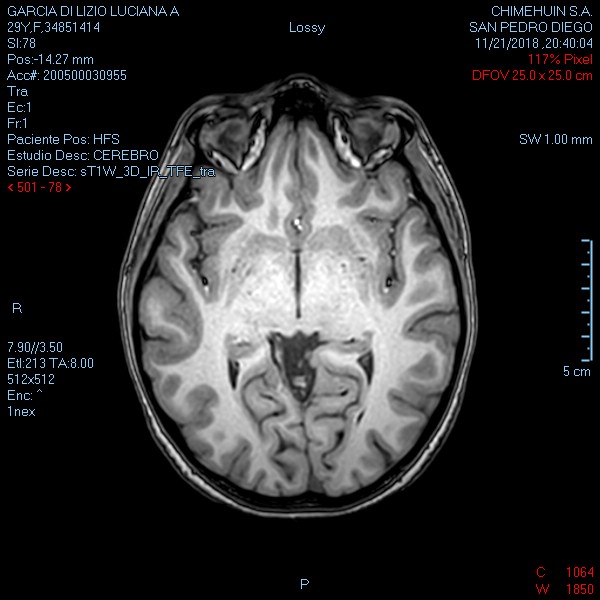 GARCIA DI LIZIO LUCIANA A
29Y,F,34851414
Sl:78
Pos:-14.27 mm
Acc#: 200500030955
Tra
Ec:1
Fr:1
Paciente Pos: HFS
Estudio Desc: CEREBRO
Serie Desc: sT1W_3D_IR_TFE_tra
< 501 - 78 >
Lossy
CHIMEHUIN S.A.
SAN PEDRO DIEGO
11/21/2018 ,20:40:04
117% Pixel
DFOV 25.0 x 25.0 cm
SW 1.00 mm
R
7.90//3.50
Etl:213 TA:8.00
512x512
Enc: ^
1nex
5 cm
P
C 1064
W 1850